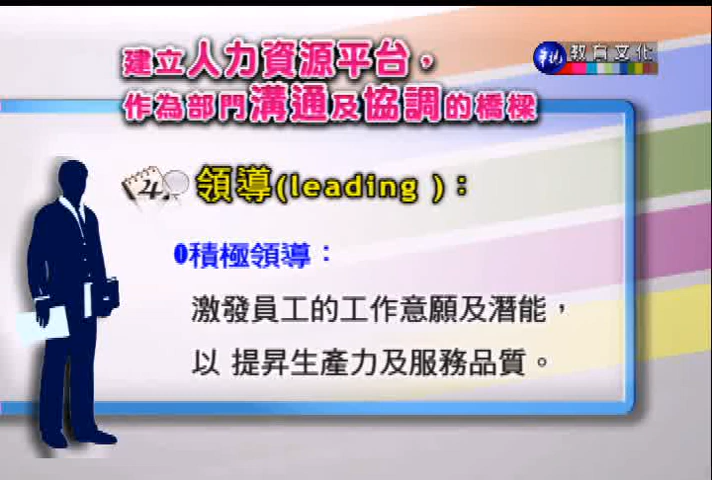 建立人力資源平台，
作為部門溝通及協調的橋樑
華視 教育文化
領導(leading )：
積極領導：
激發員工的工作意願及潛能，
以 提昇生產力及服務品質。